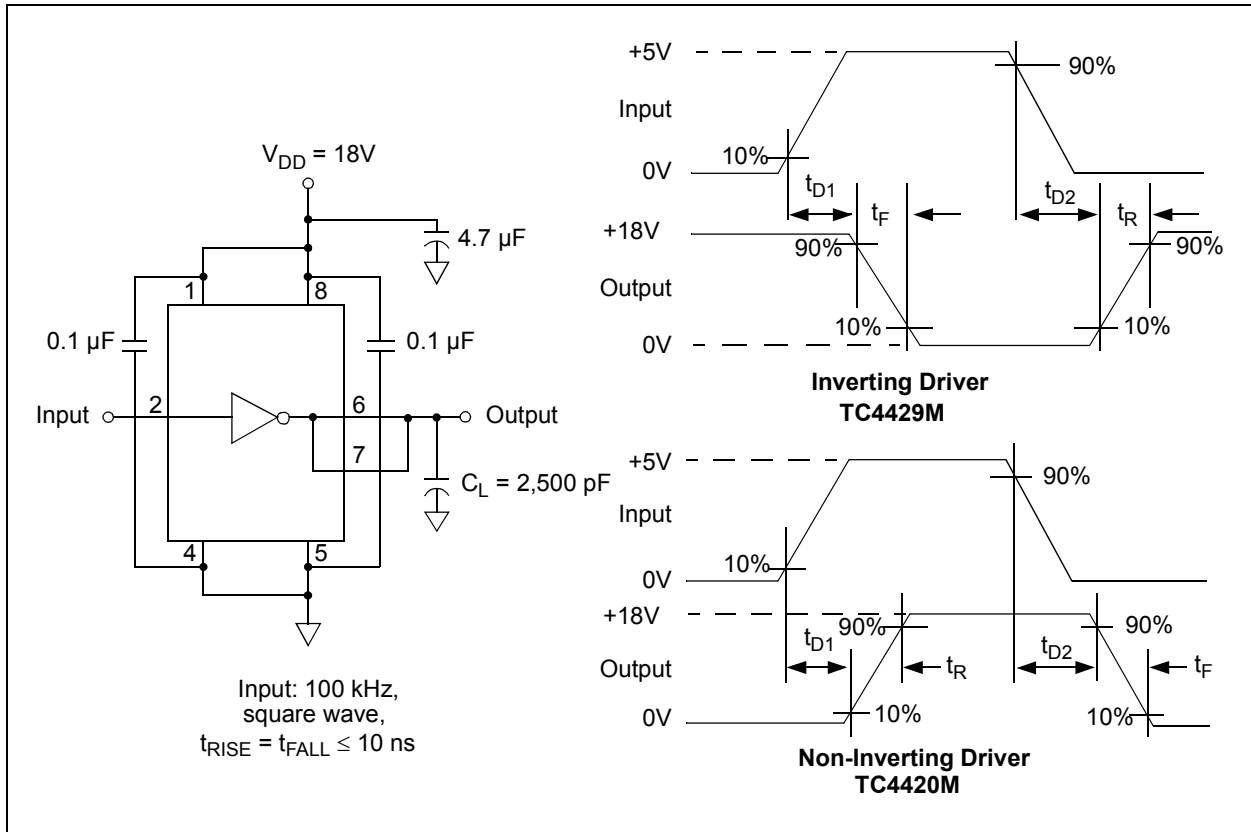 V_DD = 18V
4.7 µF
1
8
0.1 µF
0.1 µF
Input
2
6
Output
7
C_L = 2,500 pF
4
5
Input: 100 kHz,
square wave,
t_RISE = t_FALL ≤ 10 ns
+5V
90%
Input
10%
0V
t_D1
t_F
t_D2
t_R
+18V
90%
90%
Output
10%
10%
0V
Inverting Driver
TC4429M
+5V
90%
Input
10%
0V
+18V
t_D1
90%
t_D2
90%
Output
t_R
t_F
0V
10%
10%
Non-Inverting Driver
TC4420M